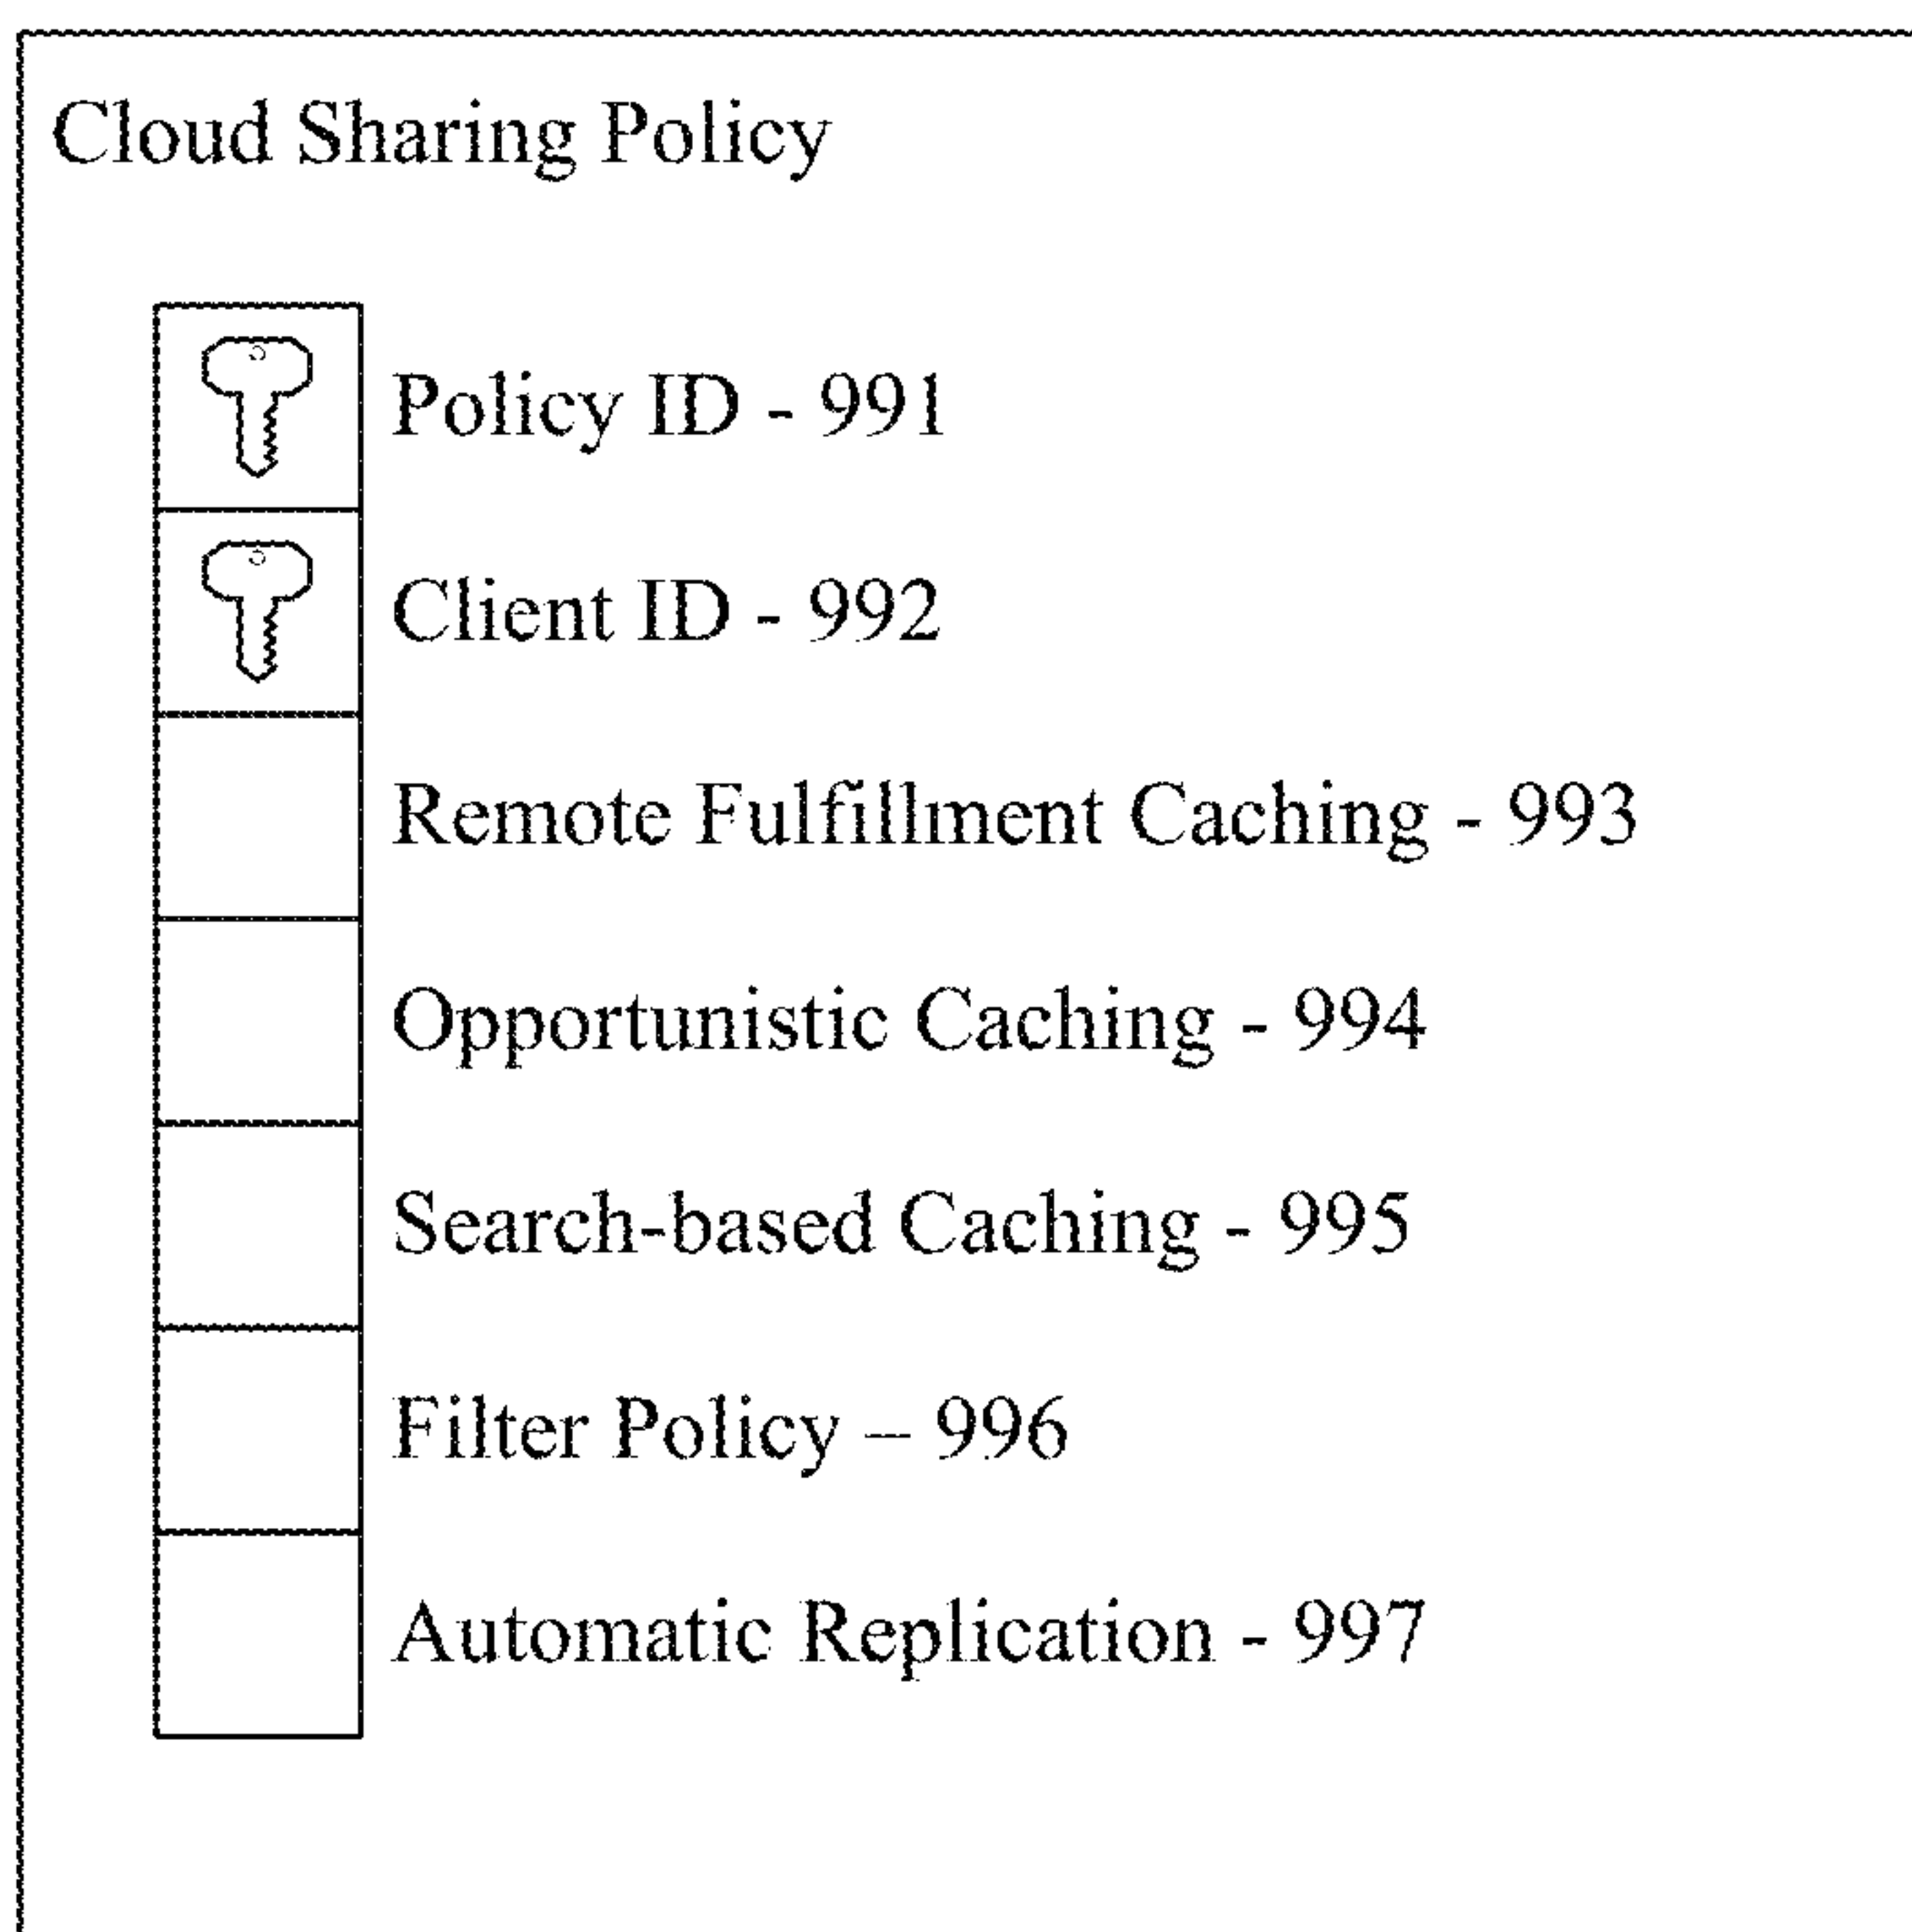 Cloud Sharing Policy
Policy ID - 991
Client ID - 992
Remote Fulfillment Caching - 993
Opportunistic Caching - 994
Search-based Caching - 995
Filter Policy – 996
Automatic Replication - 997